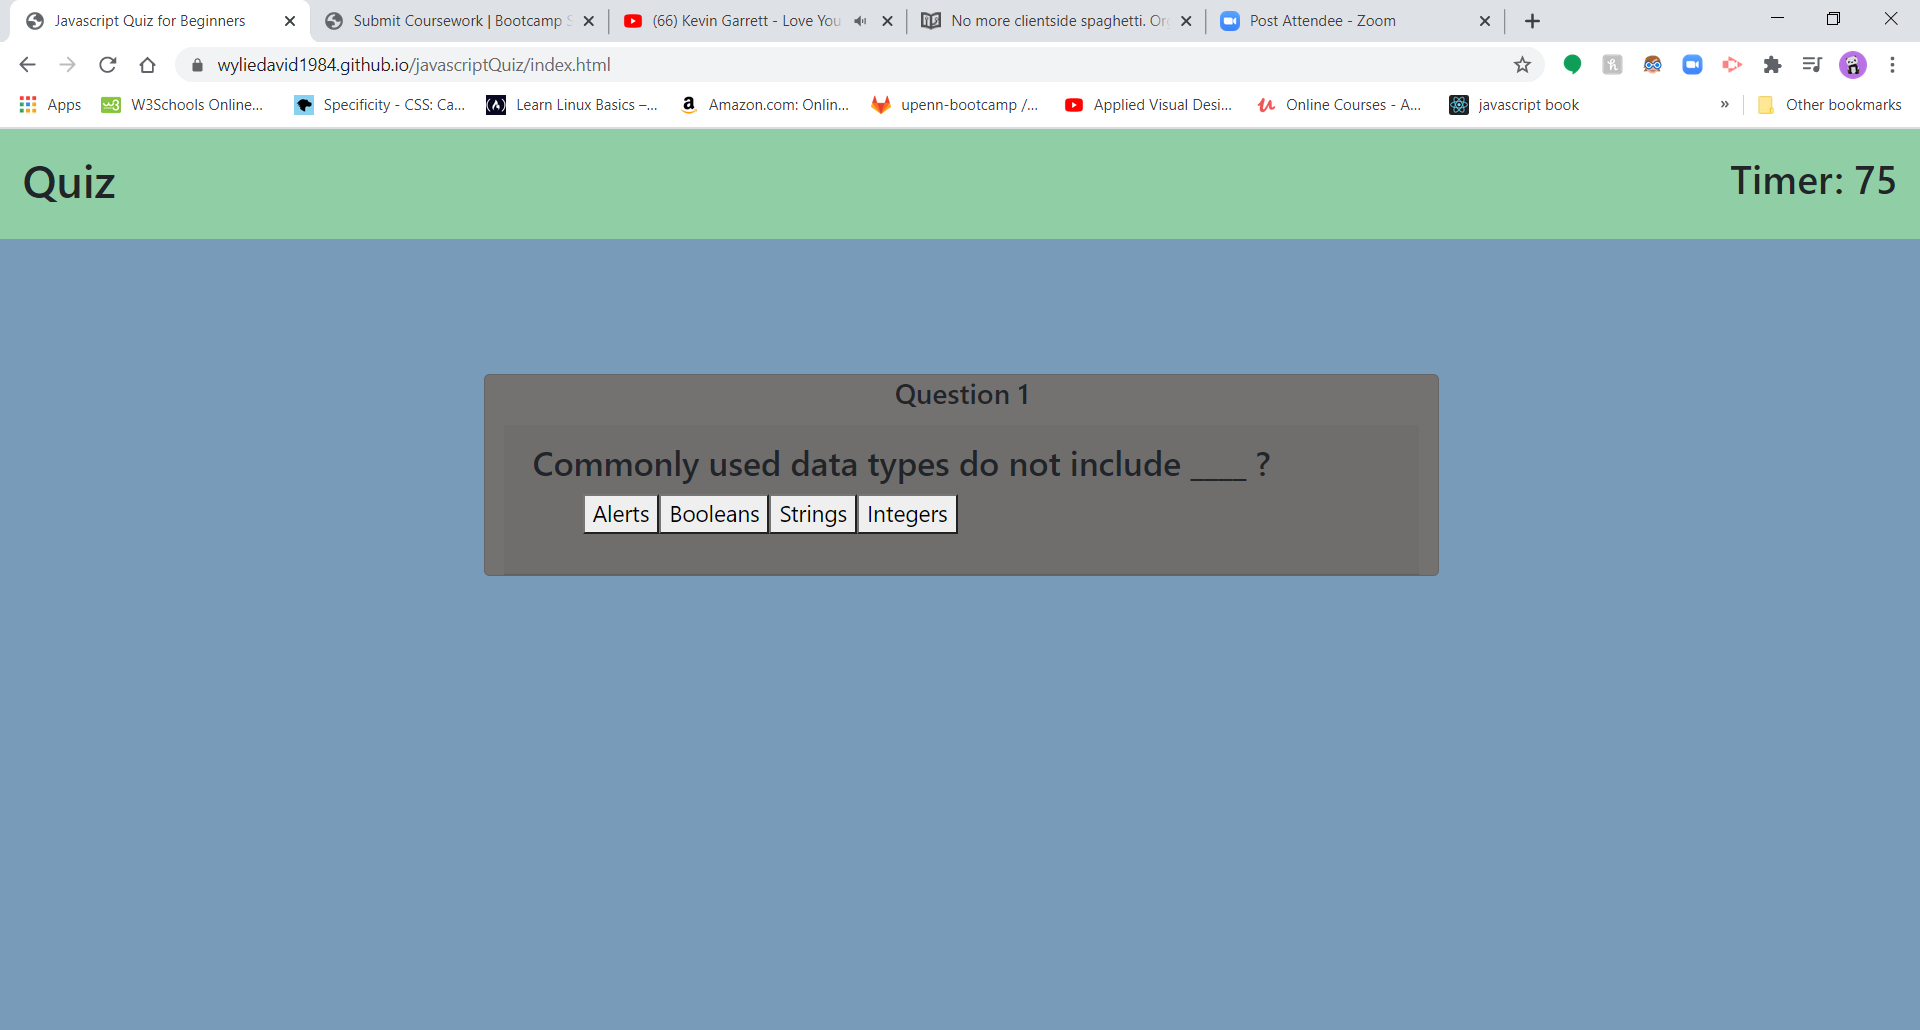 Javascript Quiz for Beginners
Submit Coursework | Bootcamp S
(66) Kevin Garrett - Love You
No more clientside spaghetti. Or
Post Attendee - Zoom
wyliedavid1984.github.io/javascriptQuiz/index.html
Apps
W3Schools Online...
Specificity - CSS: Ca...
Learn Linux Basics –...
Amazon.com: Onlin...
upenn-bootcamp /...
Applied Visual Desi...
Online Courses - A...
javascript book
»
Other bookmarks
Quiz
Timer: 75
Question 1
Commonly used data types do not include ____ ?
Alerts Booleans Strings Integers